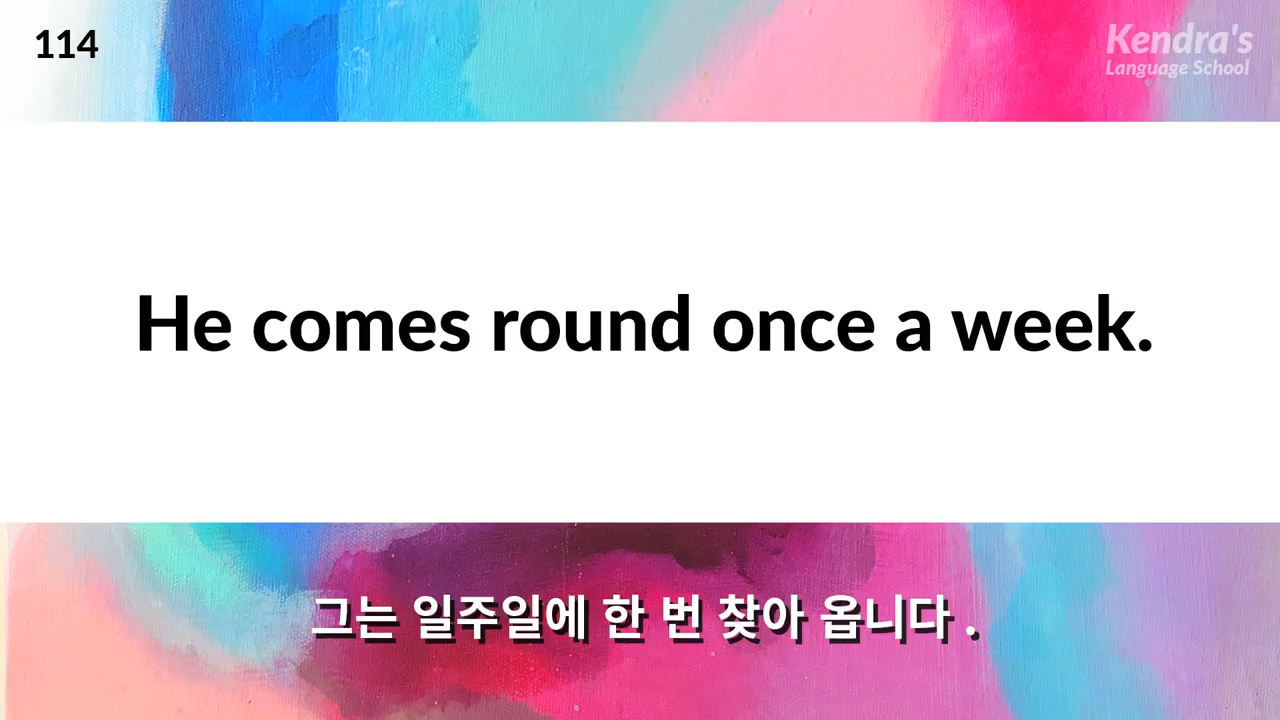 114
Kendra's
Language School
He comes round once a week.
그는 일주일에 한 번 찾아 옵니다 .